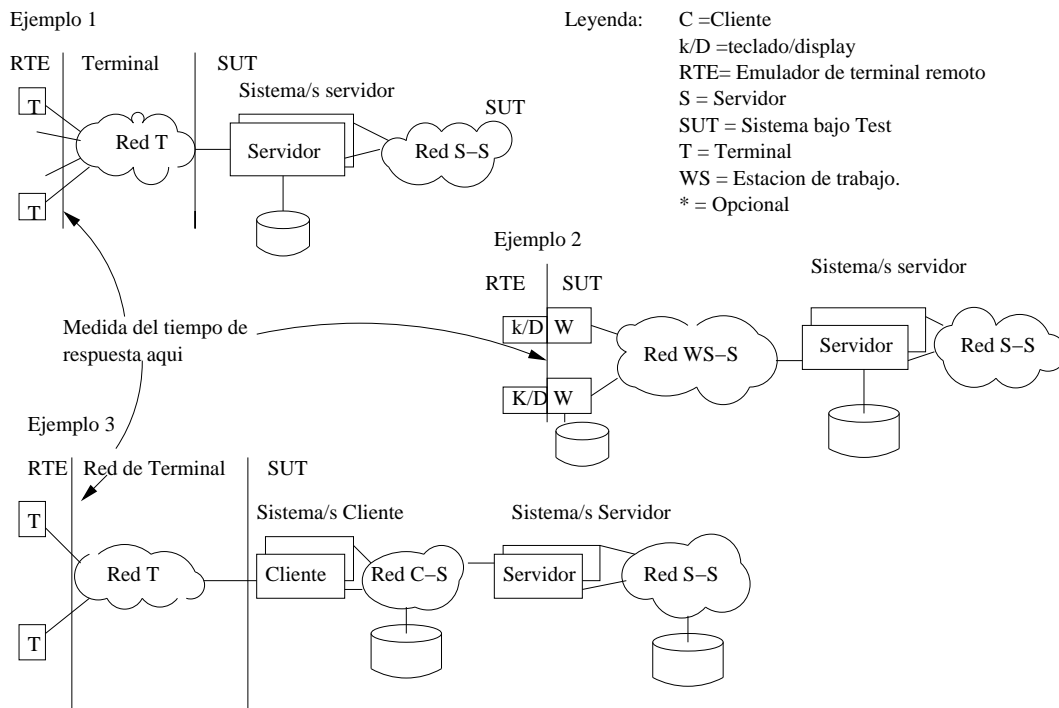 Ejemplo 1
Leyenda:
C =Cliente
k/D =teclado/display
RTE= Emulador de terminal remoto
S = Servidor
SUT = Sistema bajo Test
T = Terminal
WS = Estacion de trabajo.
* = Opcional
RTE
Terminal
SUT
Sistema/s servidor
SUT
T
Red T
Servidor
Red S–S
T
Ejemplo 2
RTE
SUT
Sistema/s servidor
k/D
W
Red WS–S
Servidor
Red S–S
K/D
W
Medida del tiempo de
respuesta aqui
Ejemplo 3
RTE
Red de Terminal
SUT
Sistema/s Cliente
Sistema/s Servidor
T
Red T
Cliente
Red C–S
Servidor
Red S–S
T